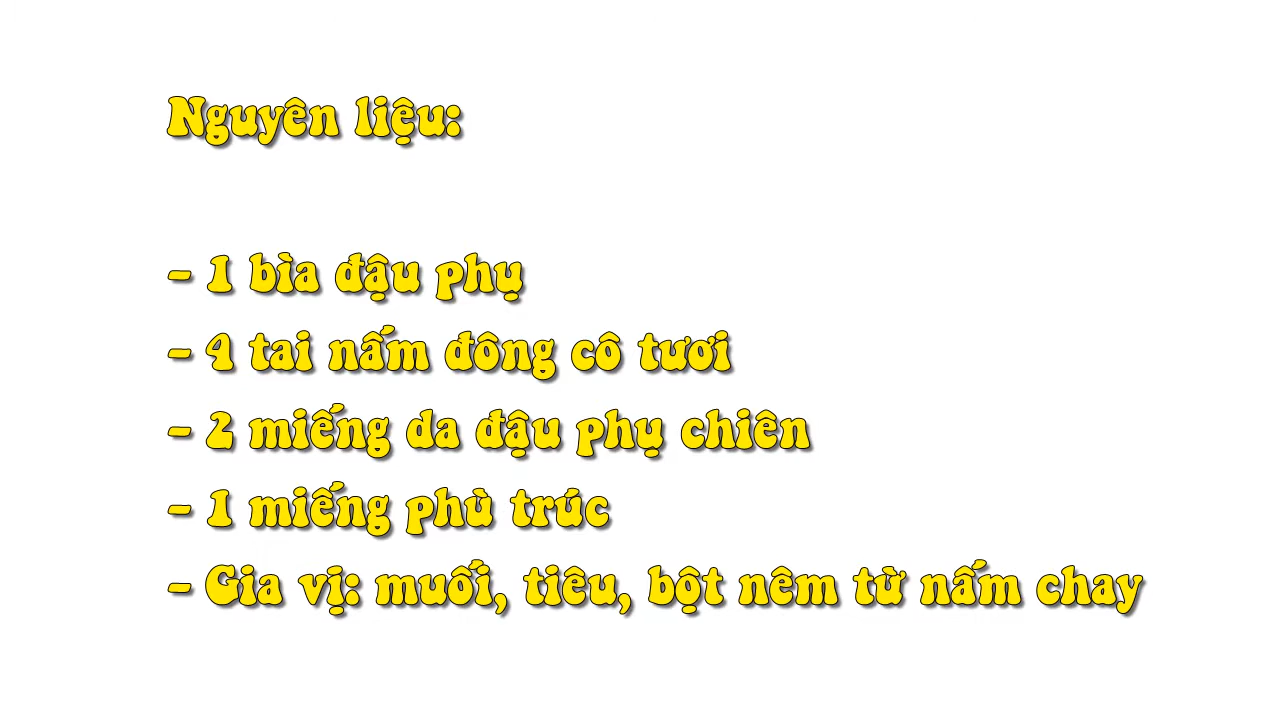 Nguyên liệu:
- 1 bìa đậu phụ
- 4 tai nấm đông cô tươi
- 2 miếng da đậu phụ chiên
- 1 miếng phù trúc
- Gia vị: muối, tiêu, bột nêm từ nấm chay